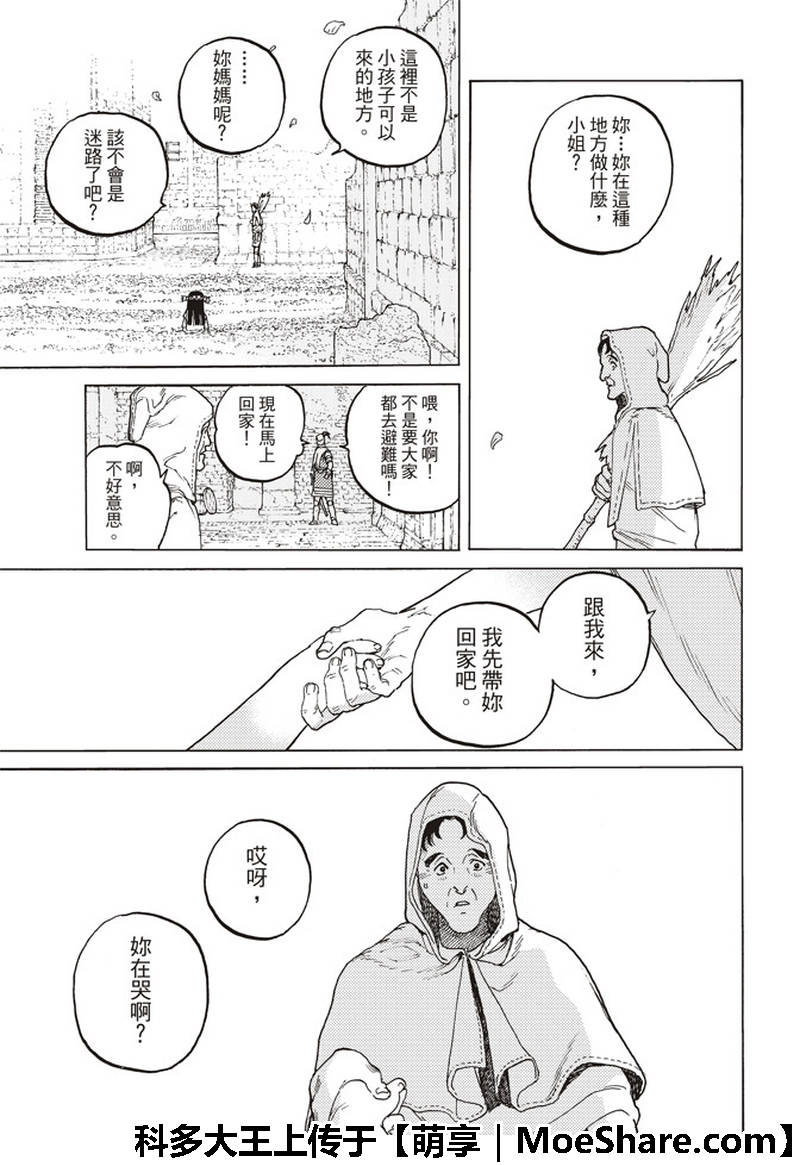 妳…妳在這種
地方做什麼，
小姐？
這裡不是
小孩子可以
來的地方。
……
妳媽媽呢？
該不會是
迷路了吧？
喂，你啊！
不是要大家
都去避難嗎！
現在馬上
回家！
啊，
不好意思。
跟我來，
我先帶妳
回家吧。
哎呀，
妳在哭啊？
科多大王上传于【萌享】|MoeShare.com】